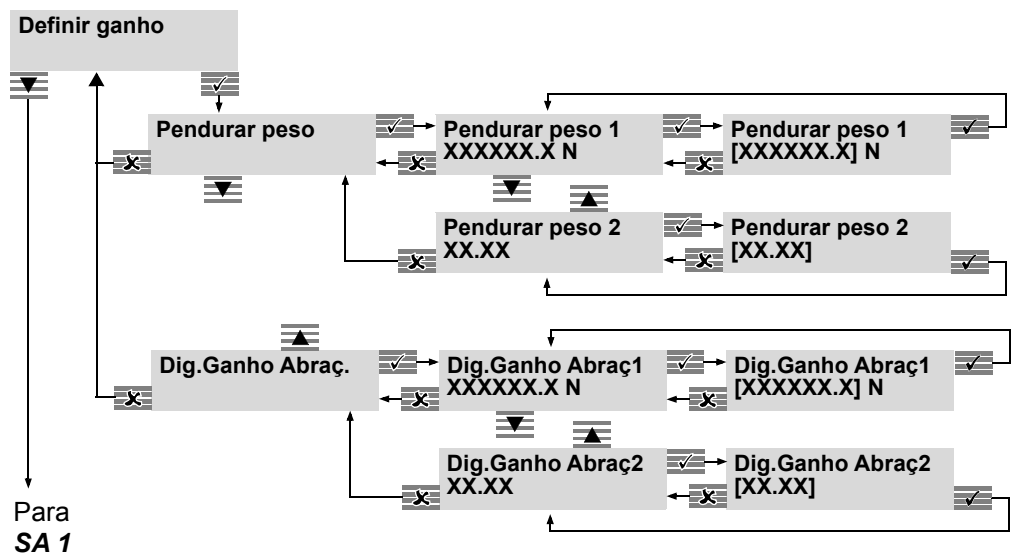 Definir ganho
Pendurar peso
Pendurar peso 1
XXXXXX.X N
Pendurar peso 1
[XXXXXX.X] N
Pendurar peso 2
XX.XX
Pendurar peso 2
[XX.XX]
Dig.Ganho Abraç.
Dig.Ganho Abraç1
XXXXXX.X N
Dig.Ganho Abraç1
[XXXXXX.X] N
Dig.Ganho Abraç2
XX.XX
Dig.Ganho Abraç2
[XX.XX]
Para
SA 1